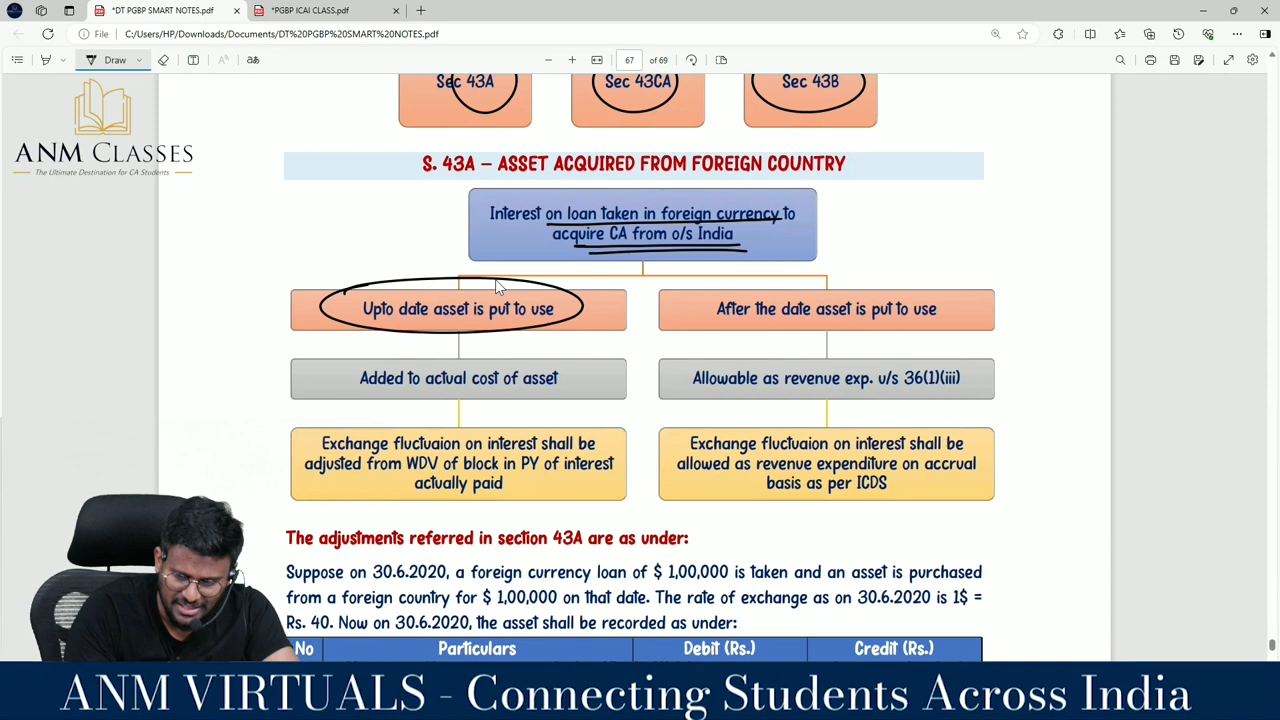 *DT PGBP SMART NOTES.pdf
*PGBP ICAI CLASS.pdf
File
C:/Users/HP/Downloads/Documents/DT%20PGBP%20SMART%20NOTES.pdf
Draw
67 of 69
Sec 43A
Sec 43CA
Sec 43B
ANM CLASSES
The Ultimate Destination for CA Students
S. 43A – ASSET ACQUIRED FROM FOREIGN COUNTRY
Interest on loan taken in foreign currency to
acquire CA from o/s India
Upto date asset is put to use
After the date asset is put to use
Added to actual cost of asset
Allowable as revenue exp. u/s 36(1)(iii)
Exchange fluctuaion on interest shall be
adjusted from WDV of block in PY of interest
actually paid
Exchange fluctuaion on interest shall be
allowed as revenue expenditure on accrual
basis as per ICDS
The adjustments referred in section 43A are as under:
Suppose on 30.6.2020, a foreign currency loan of $ 1,00,000 is taken and an asset is purchased
from a foreign country for $ 1,00,000 on that date. The rate of exchange as on 30.6.2020 is 1$ =
Rs. 40. Now on 30.6.2020, the asset shall be recorded as under:
No Particulars Debit (Rs.) Credit (Rs.)
ANM VIRTUALS - Connecting Students Across India